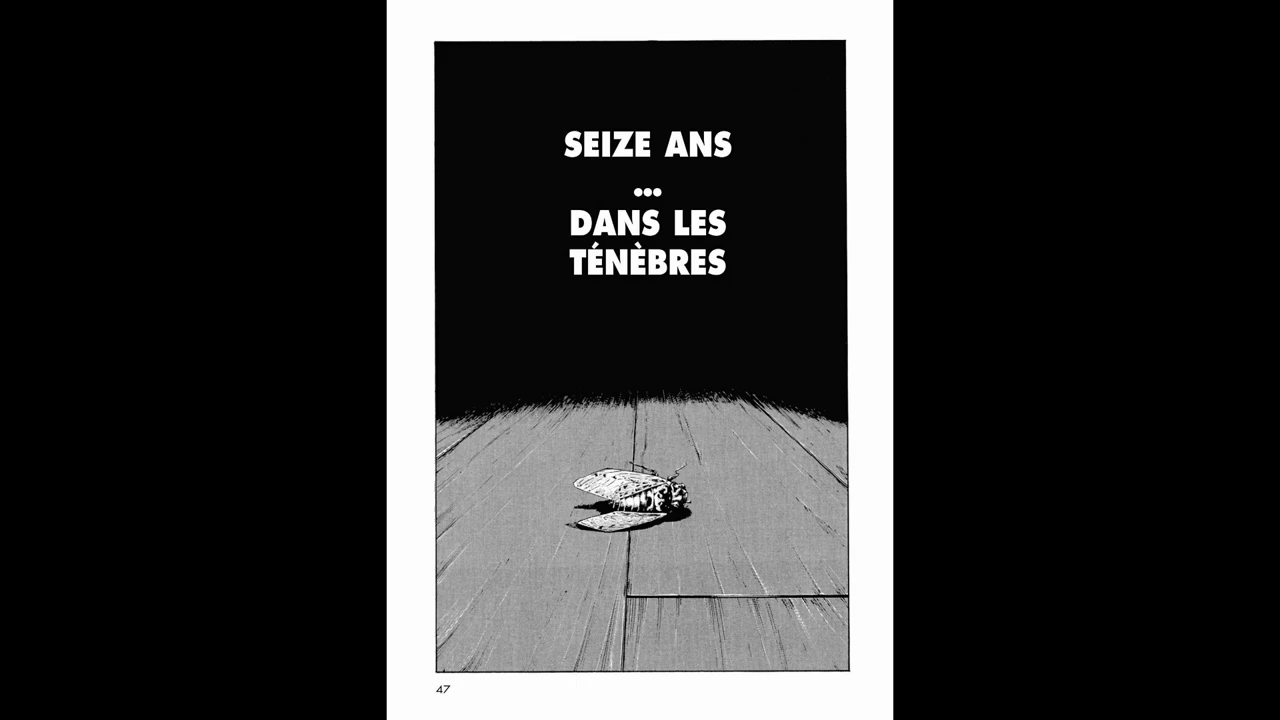 SEIZE ANS
...
DANS LES
TÉNÈBRES
47